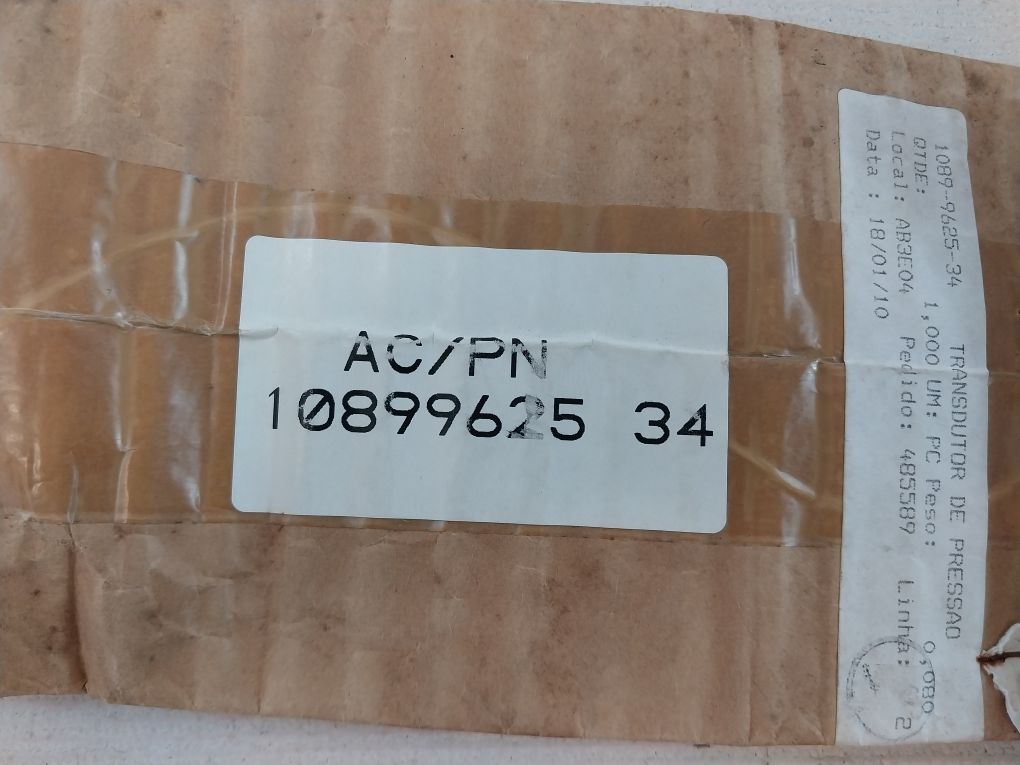 AC/PN
10899625 34
1089-9625-34 TRANSDUTOR DE PRESSAO
QTDE: 1,000 UM: PC Peso: 0,080
Local: AB3E04 Pedido: 485589 Linha: 2
Data : 18/01/10